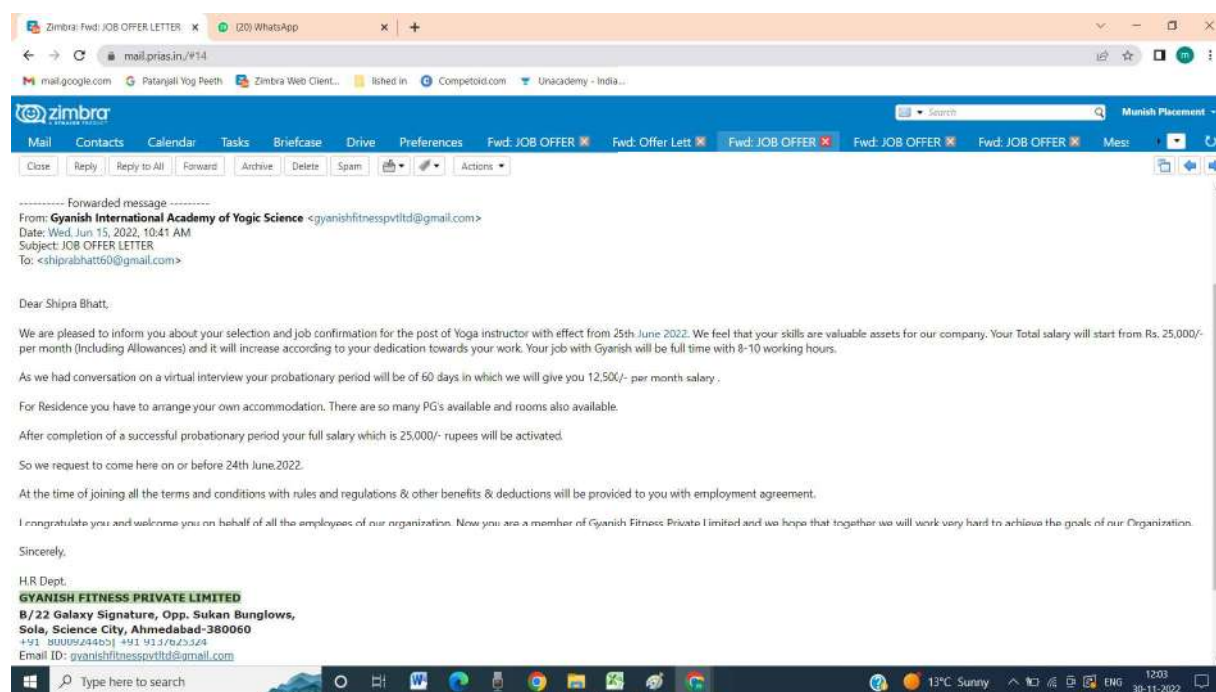 Zimbra: Fwd: JOB OFFER LETTER
(20) WhatsApp
mail.prias.in./#14
mail.google.com
Patanjali Yog Peeth
Zimbra Web Client...
lished in
Competoid.com
Unacademy - India...
zimbra
A SYNACOR PRODUCT
Search
Munish Placement
Mail Contacts Calendar Tasks Briefcase Drive Preferences Fwd: JOB OFFER Fwd: Offer Lett Fwd: JOB OFFER Fwd: JOB OFFER Fwd: JOB OFFER Mess
Close Reply Reply to All Forward Archive Delete Spam Actions
---------- Forwarded message ---------
From: Gyanish International Academy of Yogic Science <gyanishfitnesspvtltd@gmail.com>
Date: Wed, Jun 15, 2022, 10:41 AM
Subject: JOB OFFER LETTER
To: <shiprabhatt60@gmail.com>
Dear Shipra Bhatt,
We are pleased to inform you about your selection and job confirmation for the post of Yoga instructor with effect from 25th June 2022. We feel that your skills are valuable assets for our company. Your Total salary will start from Rs. 25,000/-
per month (Including Allowances) and it will increase according to your dedication towards your work. Your job with Gyanish will be full time with 8-10 working hours.
As we had conversation on a virtual interview your probationary period will be of 60 days in which we will give you 12,500/- per month salary .
For Residence you have to arrange your own accommodation. There are so many PG's available and rooms also available.
After completion of a successful probationary period your full salary which is 25,000/- rupees will be activated.
So we request to come here on or before 24th June,2022.
At the time of joining all the terms and conditions with rules and regulations & other benefits & deductions will be provided to you with employment agreement.
I congratulate you and welcome you on behalf of all the employees of our organization. Now you are a member of Gyanish Fitness Private Limited and we hope that together we will work very hard to achieve the goals of our Organization.
Sincerely,
H.R Dept.
GYANISH FITNESS PRIVATE LIMITED
B/22 Galaxy Signature, Opp. Sukan Bunglows,
Sola, Science City, Ahmedabad-380060
+91 8000924465| +91 9137625324
Email ID: gyanishfitnesspvtltd@gmail.com
Type here to search
13°C Sunny
ENG
12:03
30-11-2022